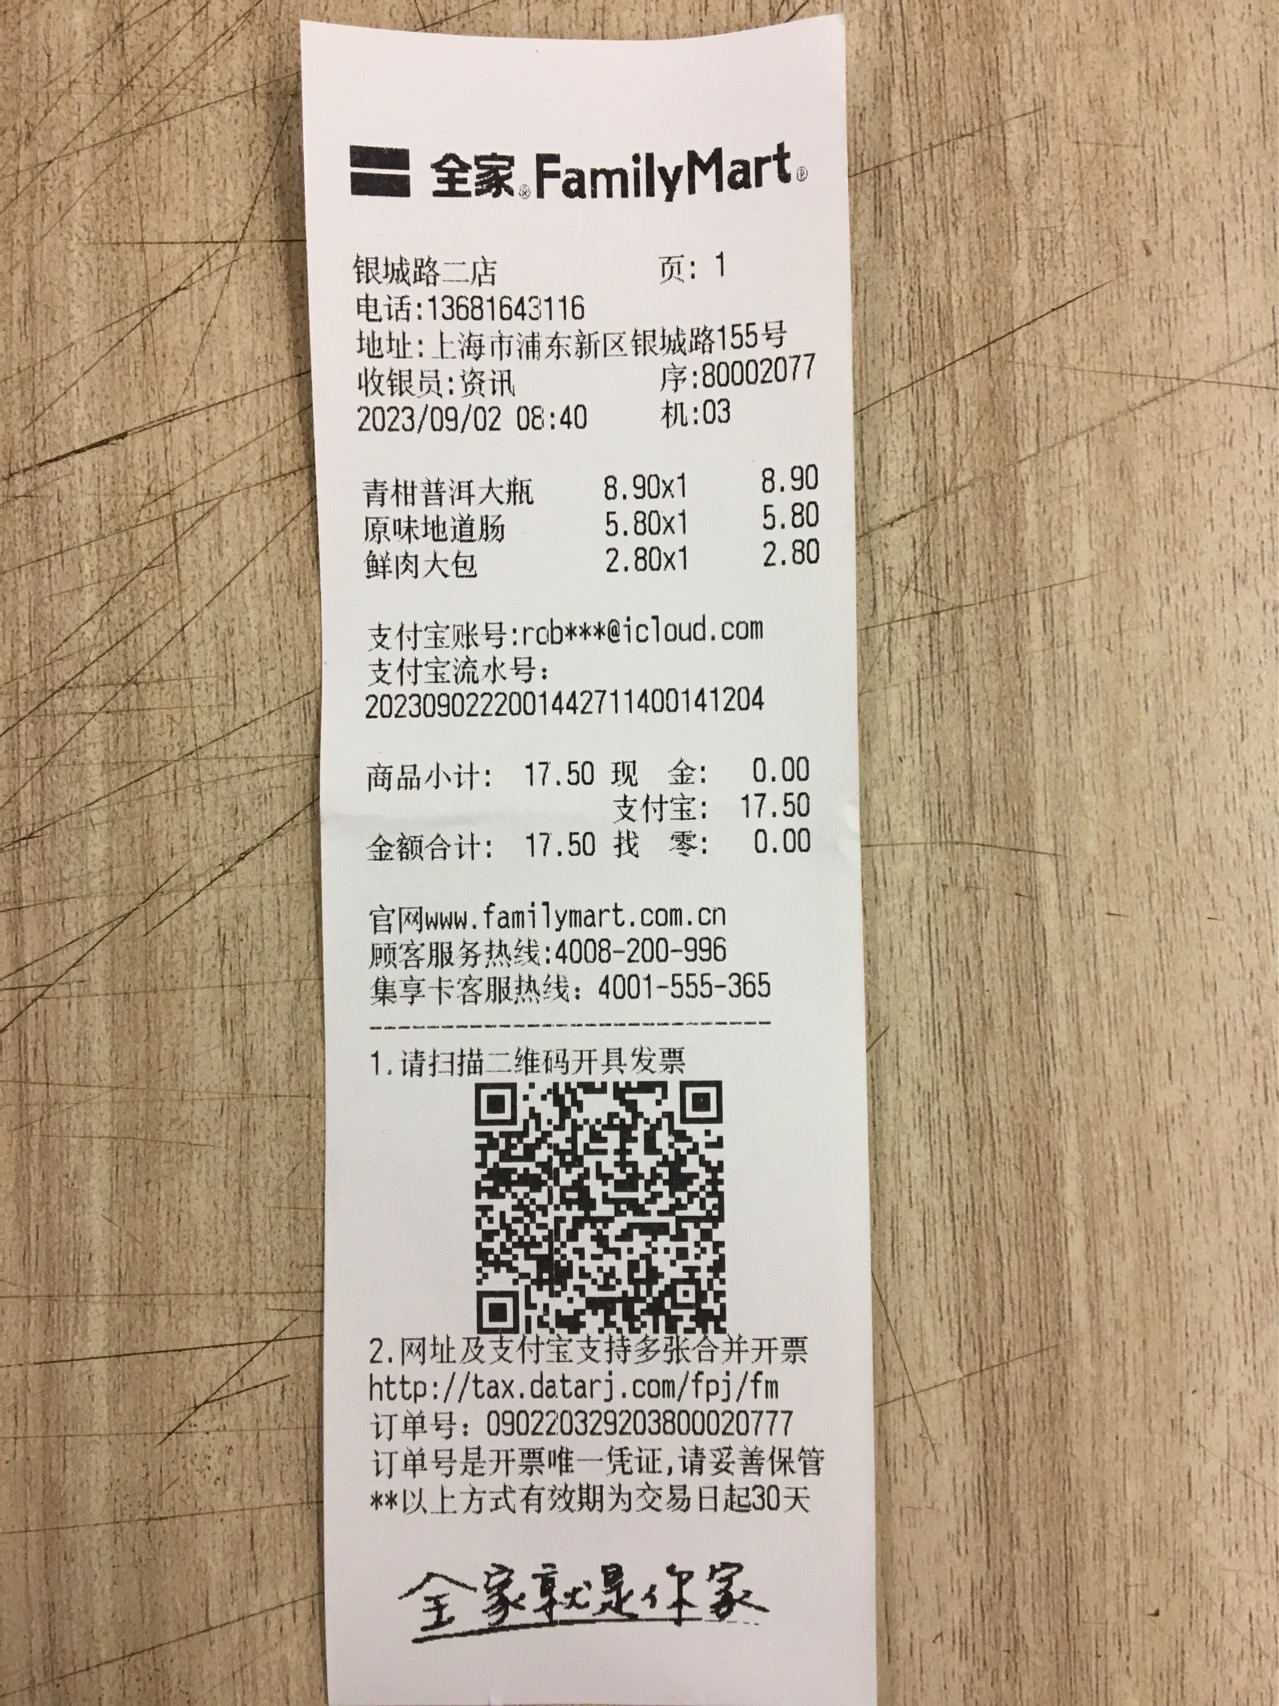 全家® FamilyMart®
银城路二店 页: 1
电话:13681643116
地址:上海市浦东新区银城路155号
收银员:资讯 序:80002077
2023/09/02 08:40 机:03
青柑普洱大瓶 8.90x1 8.90
原味地道肠 5.80x1 5.80
鲜肉大包 2.80x1 2.80
支付宝账号:rob***@icloud.com
支付宝流水号:
2023090222001442711400141204
商品小计: 17.50 现 金: 0.00
支付宝: 17.50
金额合计: 17.50 找 零: 0.00
官网www.familymart.com.cn
顾客服务热线:4008-200-996
集享卡客服热线: 4001-555-365
----------------------------
1.请扫描二维码开具发票
2.网址及支付宝支持多张合并开票
http://tax.datarj.com/fpj/fm
订单号: 090220329203800020777
订单号是开票唯一凭证,请妥善保管
**以上方式有效期为交易日起30天
全家就是你家